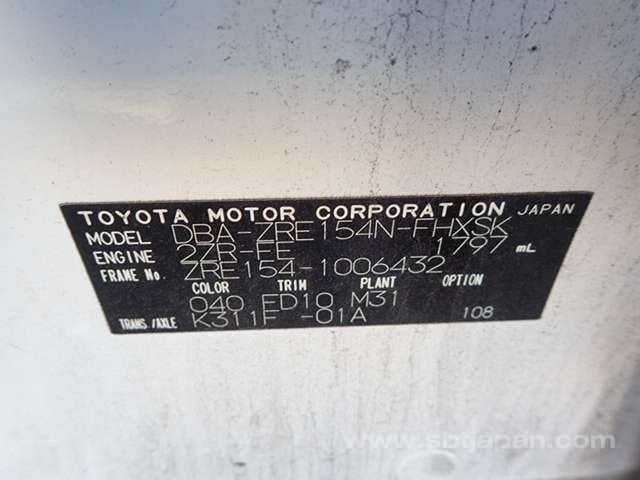 TOYOTA MOTOR CORPORATION JAPAN
MODEL DBA-ZRE154N-FHXSK
ENGINE 2ZR-FE 1797 mL
FRAME No. ZRE154-1006432
COLOR TRIM PLANT OPTION
040 FD10 M31
TRANS./AXLE K311F -01A 108
www.sbtjapan.com